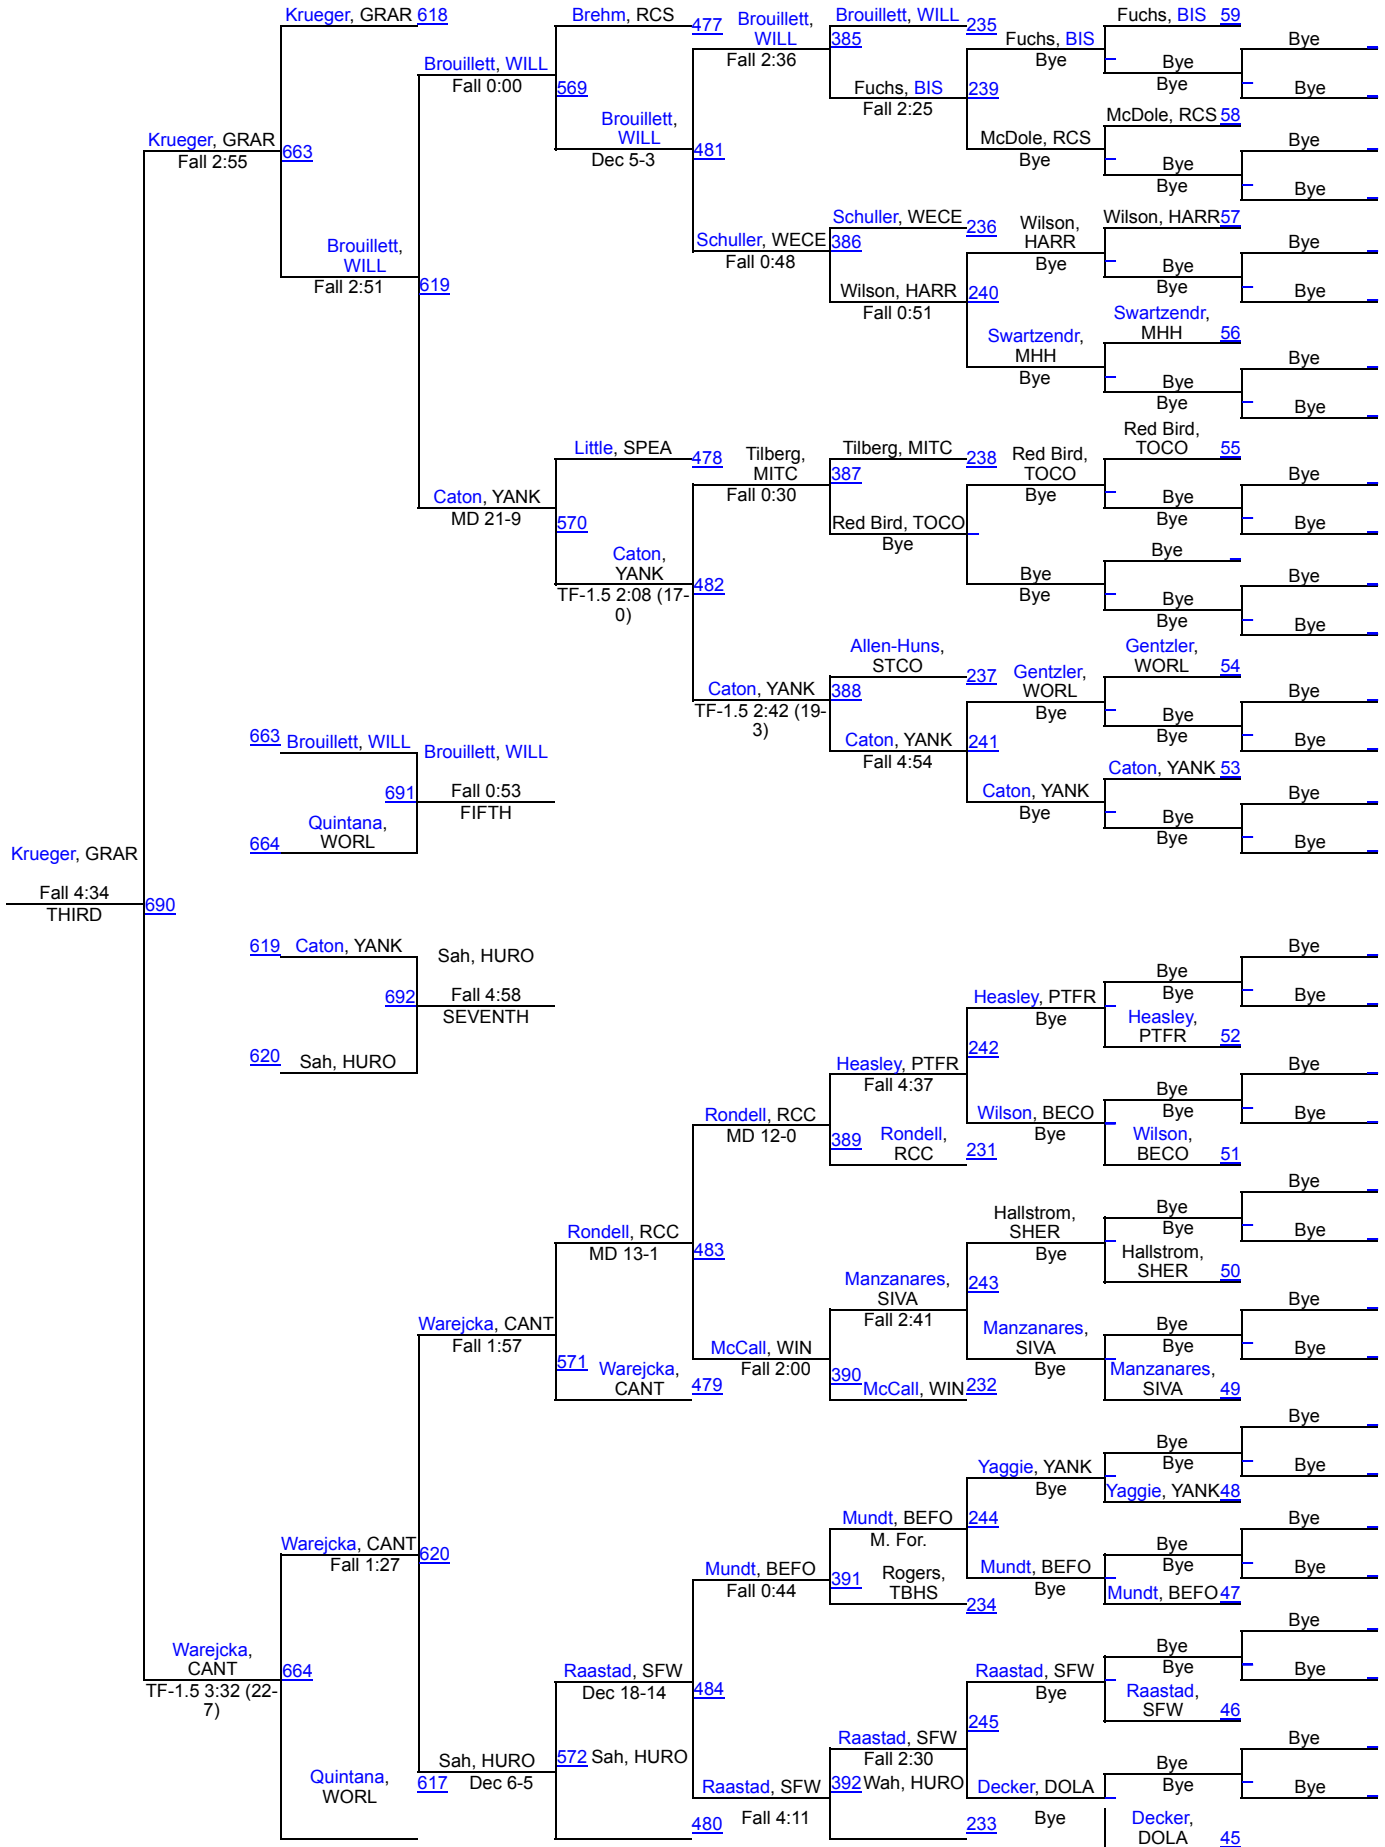 Krueger, GRAR 618
Brehm, RCS
477
Brouillett,
WILL
Fall 2:36
Brouillett, WILL
385
235
Fuchs, BIS 59
Fuchs, BIS
Bye
Bye
Bye
Bye
Bye
Brouillett, WILL
Fall 0:00
569
Fuchs, BIS
Fall 2:25
239
McDole, RCS 58
McDole, RCS
Bye
Bye
Bye
Bye
Bye
Brouillett,
WILL
Dec 5-3
481
Krueger, GRAR
Fall 2:55
663
Schuller, WECE
236
Wilson,
HARR
Bye
Wilson, HARR57
Bye
Bye
Bye
Bye
Schuller, WECE
Fall 0:48
386
Brouillett,
WILL
Fall 2:51
619
Wilson, HARR
Fall 0:51
240
Swartzendr,
MHH
56
Swartzendr,
MHH
Bye
Bye
Bye
Bye
Bye
Little, SPEA
478
Tilberg,
MITC
Fall 0:30
Tilberg, MITC
387
238
Red Bird,
TOCO
Bye
Red Bird,
TOCO
55
Bye
Bye
Bye
Bye
Caton, YANK
MD 21-9
570
Red Bird, TOCO
Bye
Bye
Bye
Bye
Bye
Bye
Bye
Bye
Caton,
YANK
TF-1.5 2:08 (17-
0)
482
Allen-Huns,
STCO
237
Gentzler,
WORL
Bye
Gentzler,
WORL
54
Bye
Bye
Bye
Bye
Caton, YANK
TF-1.5 2:42 (19-
3)
388
Caton, YANK
Fall 4:54
241
Caton, YANK 53
Caton, YANK
Bye
Bye
Bye
Bye
Bye
663
Brouillett, WILL
Brouillett, WILL
691
Fall 0:53
FIFTH
Quintana,
WORL
664
Krueger, GRAR
Fall 4:34
THIRD
690
619
Caton, YANK
Sah, HURO
692
Fall 4:58
SEVENTH
620
Sah, HURO
Heasley, PTFR
Bye
Bye
Bye
Bye
Bye
Heasley,
PTFR
52
242
Heasley, PTFR
Fall 4:37
Rondell, RCC
MD 12-0
389
Rondell,
RCC
231
Wilson, BECO
Bye
Bye
Bye
Bye
Bye
Wilson,
BECO
51
Rondell, RCC
MD 13-1
483
Hallstrom,
SHER
Bye
Bye
Bye
Bye
Bye
Hallstrom,
SHER
50
Manzanares,
SIVA
Fall 2:41
243
Warejcka, CANT
Fall 1:57
571
Warejcka,
CANT
479
McCall, WIN
Fall 2:00
390
McCall, WIN
232
Manzanares,
SIVA
Bye
Bye
Bye
Bye
Bye
Manzanares,
SIVA
49
Yaggie, YANK
Bye
Bye
Bye
Bye
Bye
Yaggie, YANK48
Mundt, BEFO
M. For.
244
Warejcka, CANT
Fall 1:27
620
Mundt, BEFO
Fall 0:44
391
Rogers,
TBHS
234
Mundt, BEFO
Bye
Bye
Bye
Bye
Bye
Mundt, BEFO47
Warejcka,
CANT
TF-1.5 3:32 (22-
7)
664
Raastad, SFW
Dec 18-14
484
Raastad, SFW
Bye
Bye
Bye
Bye
Bye
Raastad,
SFW
46
245
Raastad, SFW
Fall 2:30
Sah, HURO
Dec 6-5
572
Sah, HURO
Quintana,
WORL
617
Raastad, SFW
Fall 4:11
480
392
Wah, HURO
233
Decker, DOLA
Bye
Bye
Bye
Bye
Bye
Decker,
DOLA
45